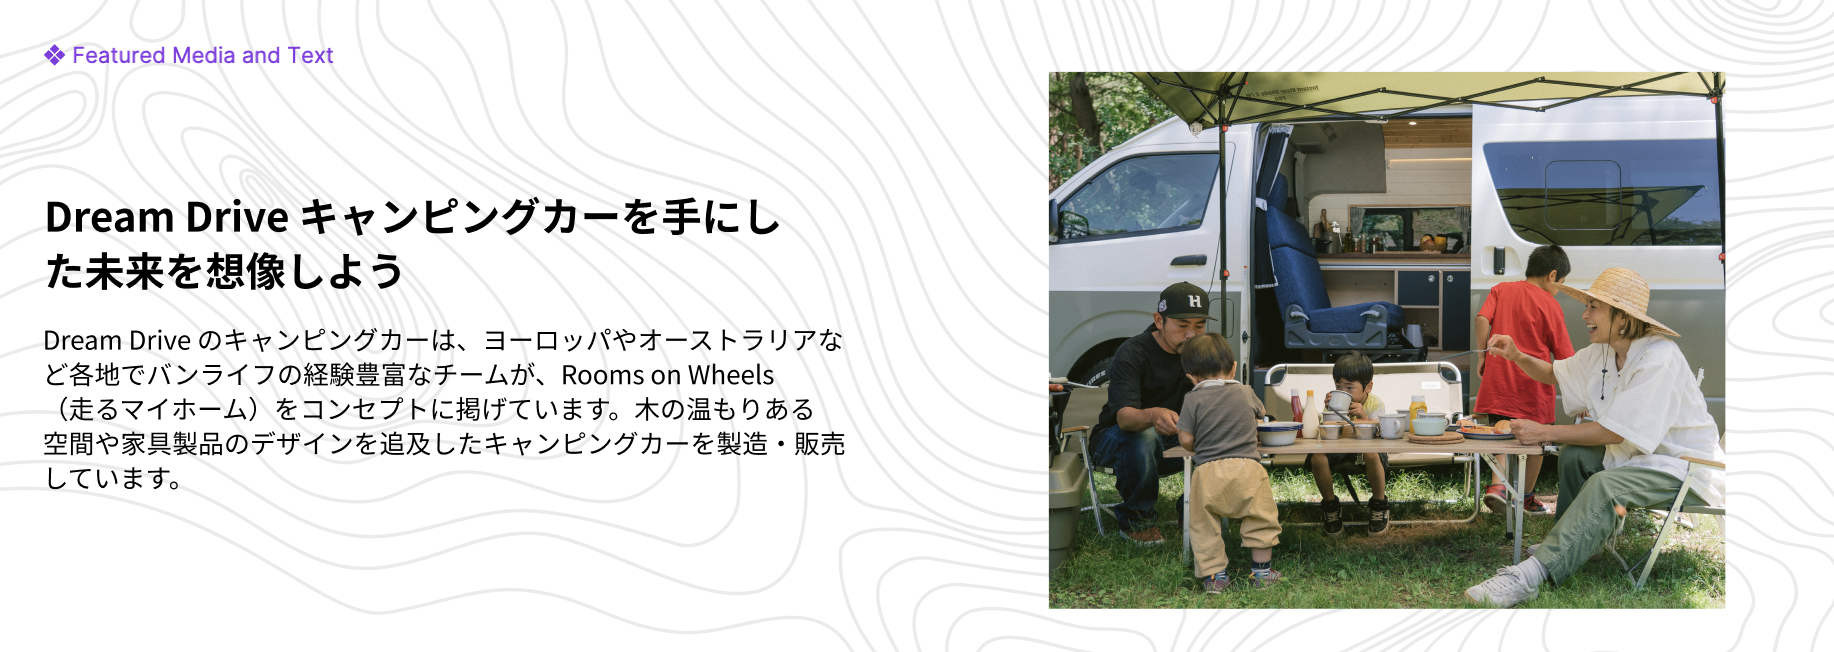 Featured Media and Text
Dream Drive キャンピングカーを手にし
た未来を想像しよう
Dream Drive のキャンピングカーは、ヨーロッパやオーストラリアな
ど各地でバンライフの経験豊富なチームが、Rooms on Wheels
（走るマイホーム）をコンセプトに掲げています。木の温もりある
空間や家具製品のデザインを追及したキャンピングカーを製造・販売
しています。
H